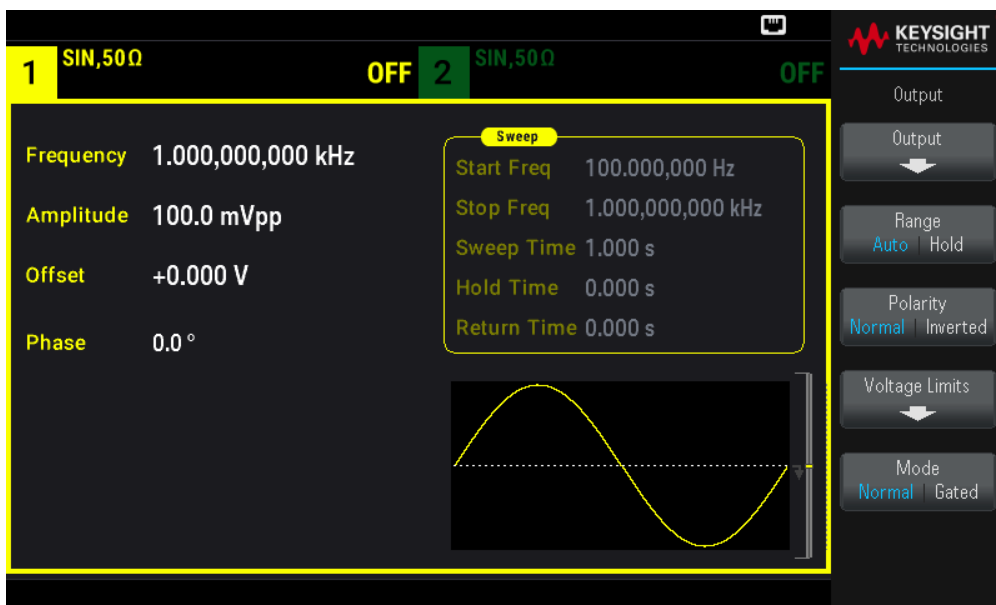 KEYSIGHT
TECHNOLOGIES
1 SIN,50Ω OFF 2 SIN,50Ω OFF
Output
Frequency 1.000,000,000 kHz
Amplitude 100.0 mVpp
Offset +0.000 V
Phase 0.0 °
Sweep
Start Freq 100.000,000 Hz
Stop Freq 1.000,000,000 kHz
Sweep Time 1.000 s
Hold Time 0.000 s
Return Time 0.000 s
Output
Range
Auto | Hold
Polarity
Normal | Inverted
Voltage Limits
Mode
Normal | Gated